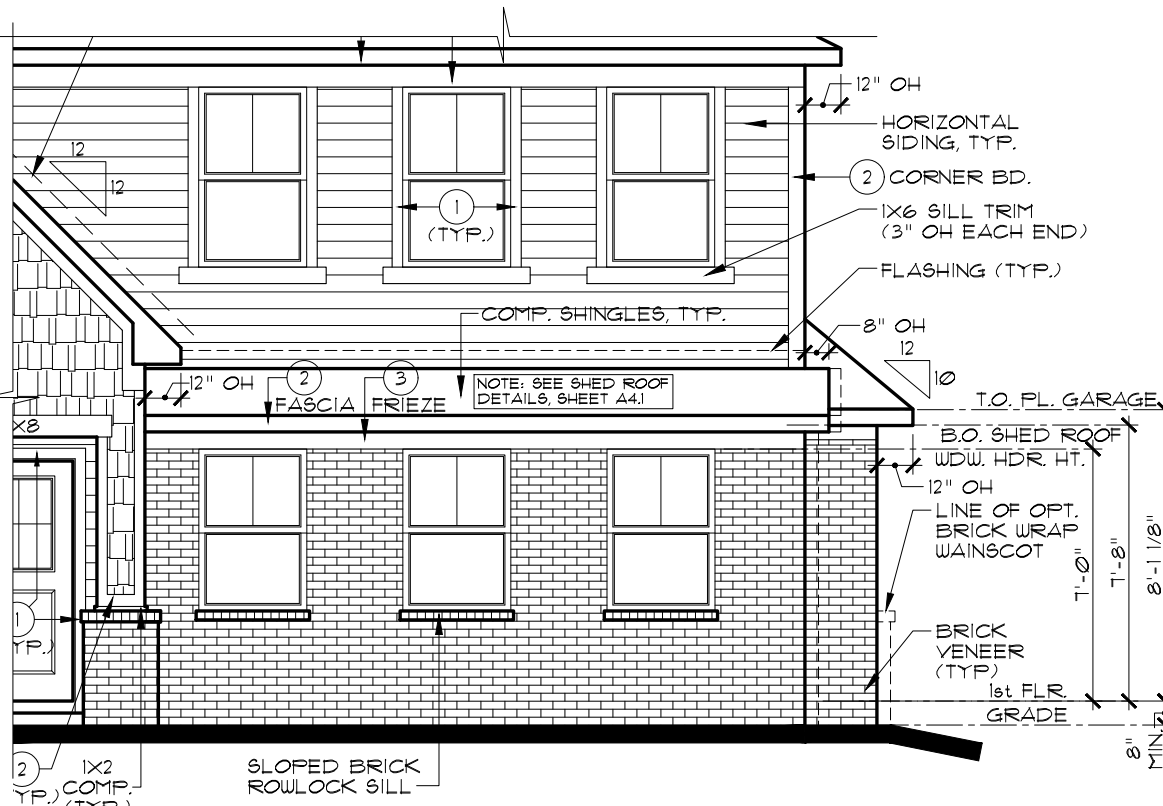 12" OH
HORIZONTAL
SIDING, TYP.
2 CORNER BD.
12
12
1X6 SILL TRIM
(3" OH EACH END)
1
(TYP.)
FLASHING (TYP.)
COMP. SHINGLES, TYP.
8" OH
12
10
12" OH
2
3
FASCIA
FRIEZE
NOTE: SEE SHED ROOF
DETAILS, SHEET A4.1
T.O. PL. GARAGE
X8
B.O. SHED ROOF
WDW. HDR. HT.
12" OH
LINE OF OPT.
BRICK WRAP
WAINSCOT
7'-0"
7'-8"
8'-1 1/8"
1
YP.)
BRICK
VENEER
(TYP)
1st FLR.
GRADE
8"
MIN.
2
YP.)
1X2
COMP.
(TYP.)
SLOPED BRICK
ROWLOCK SILL